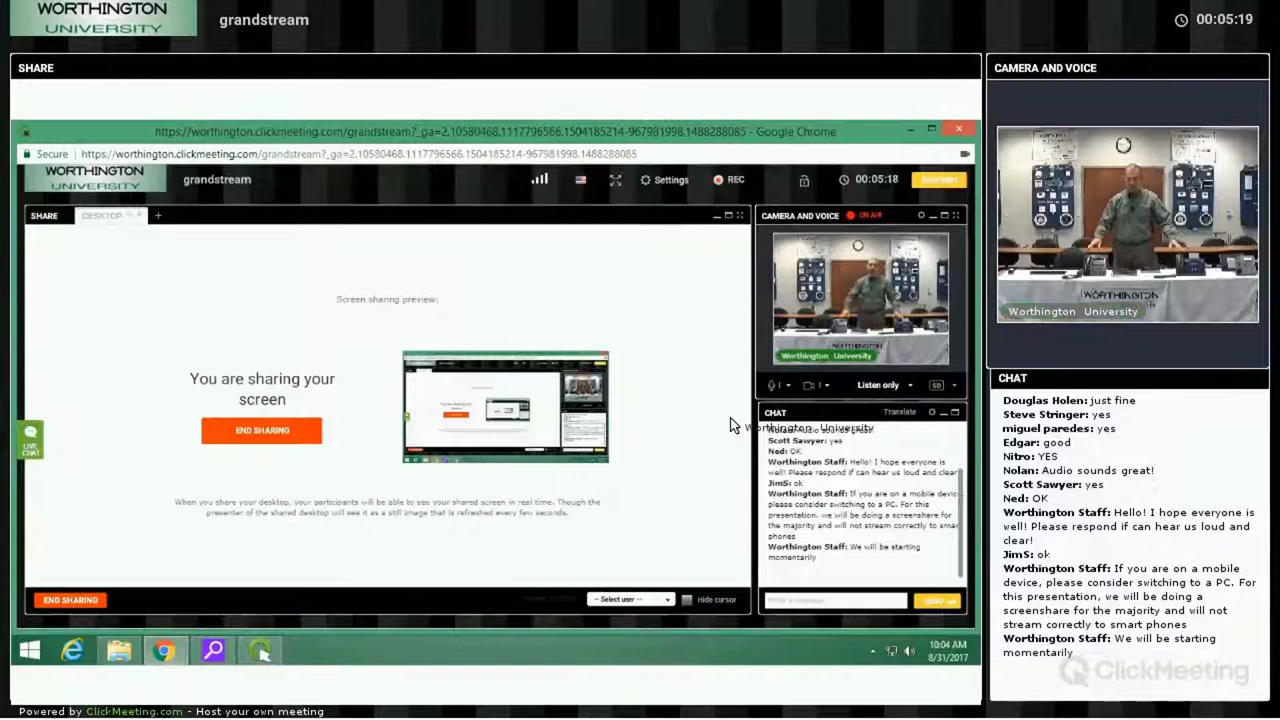 WORTHINGTON
UNIVERSITY
grandstream
00:05:19
SHARE
https://worthington.clickmeeting.com/grandstream?_ga=2.10580468.1117796566.1504185214-967981998.1488288085 - Google Chrome
Secure
https://worthington.clickmeeting.com/grandstream?_ga=2.10580468.1117796566.1504185214-967981998.1488288085
WORTHINGTON
UNIVERSITY
grandstream
Settings
REC
00:05:18
SHARE
DESKTOP
Screen sharing preview:
You are sharing your
screen
END SHARING
When you share your desktop, your participants will be able to see your shared screen in real time. Though the
presenter of the shared desktop will see it as a still image that is refreshed every few seconds.
LIVE
CHAT
END SHARING
-- Select user --
Hide cursor
CAMERA AND VOICE
ON AIR
WORTHINGTON
Worthington University
Listen only
SD
CHAT
Translate
Worthington University
Scott Sawyer: yes
Ned: OK
Worthington Staff: Hello! I hope everyone is
well! Please respond if can hear us loud and clear!
JimS: ok
Worthington Staff: If you are on a mobile device,
please consider switching to a PC. For this
presentation, we will be doing a screenshare for
the majority and will not stream correctly to smart
phones
Worthington Staff: We will be starting
momentarily
10:04 AM
8/31/2017
CAMERA AND VOICE
WORTHINGTON
Worthington University
CHAT
Douglas Holen: just fine
Steve Stringer: yes
miguel paredes: yes
Edgar: good
Nitro: YES
Nolan: Audio sounds great!
Scott Sawyer: yes
Ned: OK
Worthington Staff: Hello! I hope everyone is
well! Please respond if can hear us loud and
clear!
JimS: ok
Worthington Staff: If you are on a mobile
device, please consider switching to a PC. For
this presentation, we will be doing a
screenshare for the majority and will not
stream correctly to smart phones
Worthington Staff: We will be starting
momentarily
ClickMeeting
Powered by ClickMeeting.com - Host your own meeting